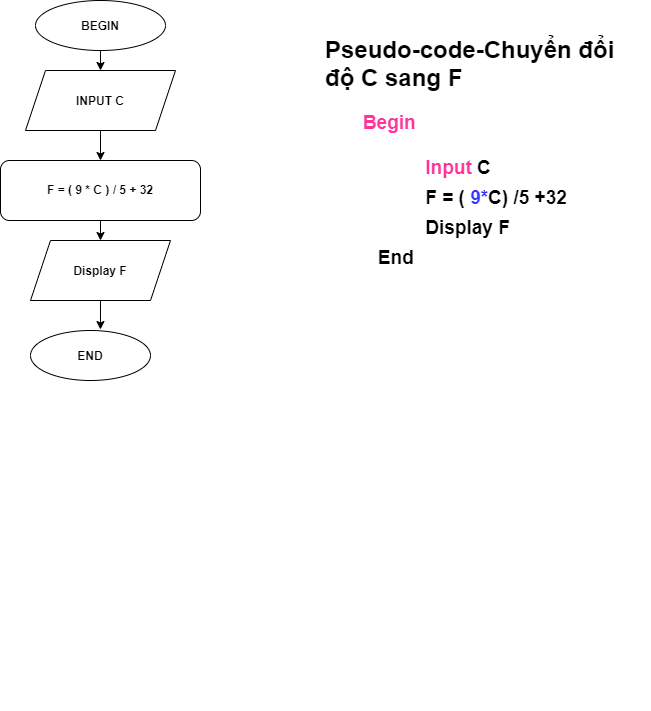 BEGIN
INPUT C
F = ( 9 * C ) / 5 + 32
Display F
END
Pseudo-code-Chuyển đổi
độ C sang F
Begin
Input C
F = ( 9*C) /5 +32
Display F
End